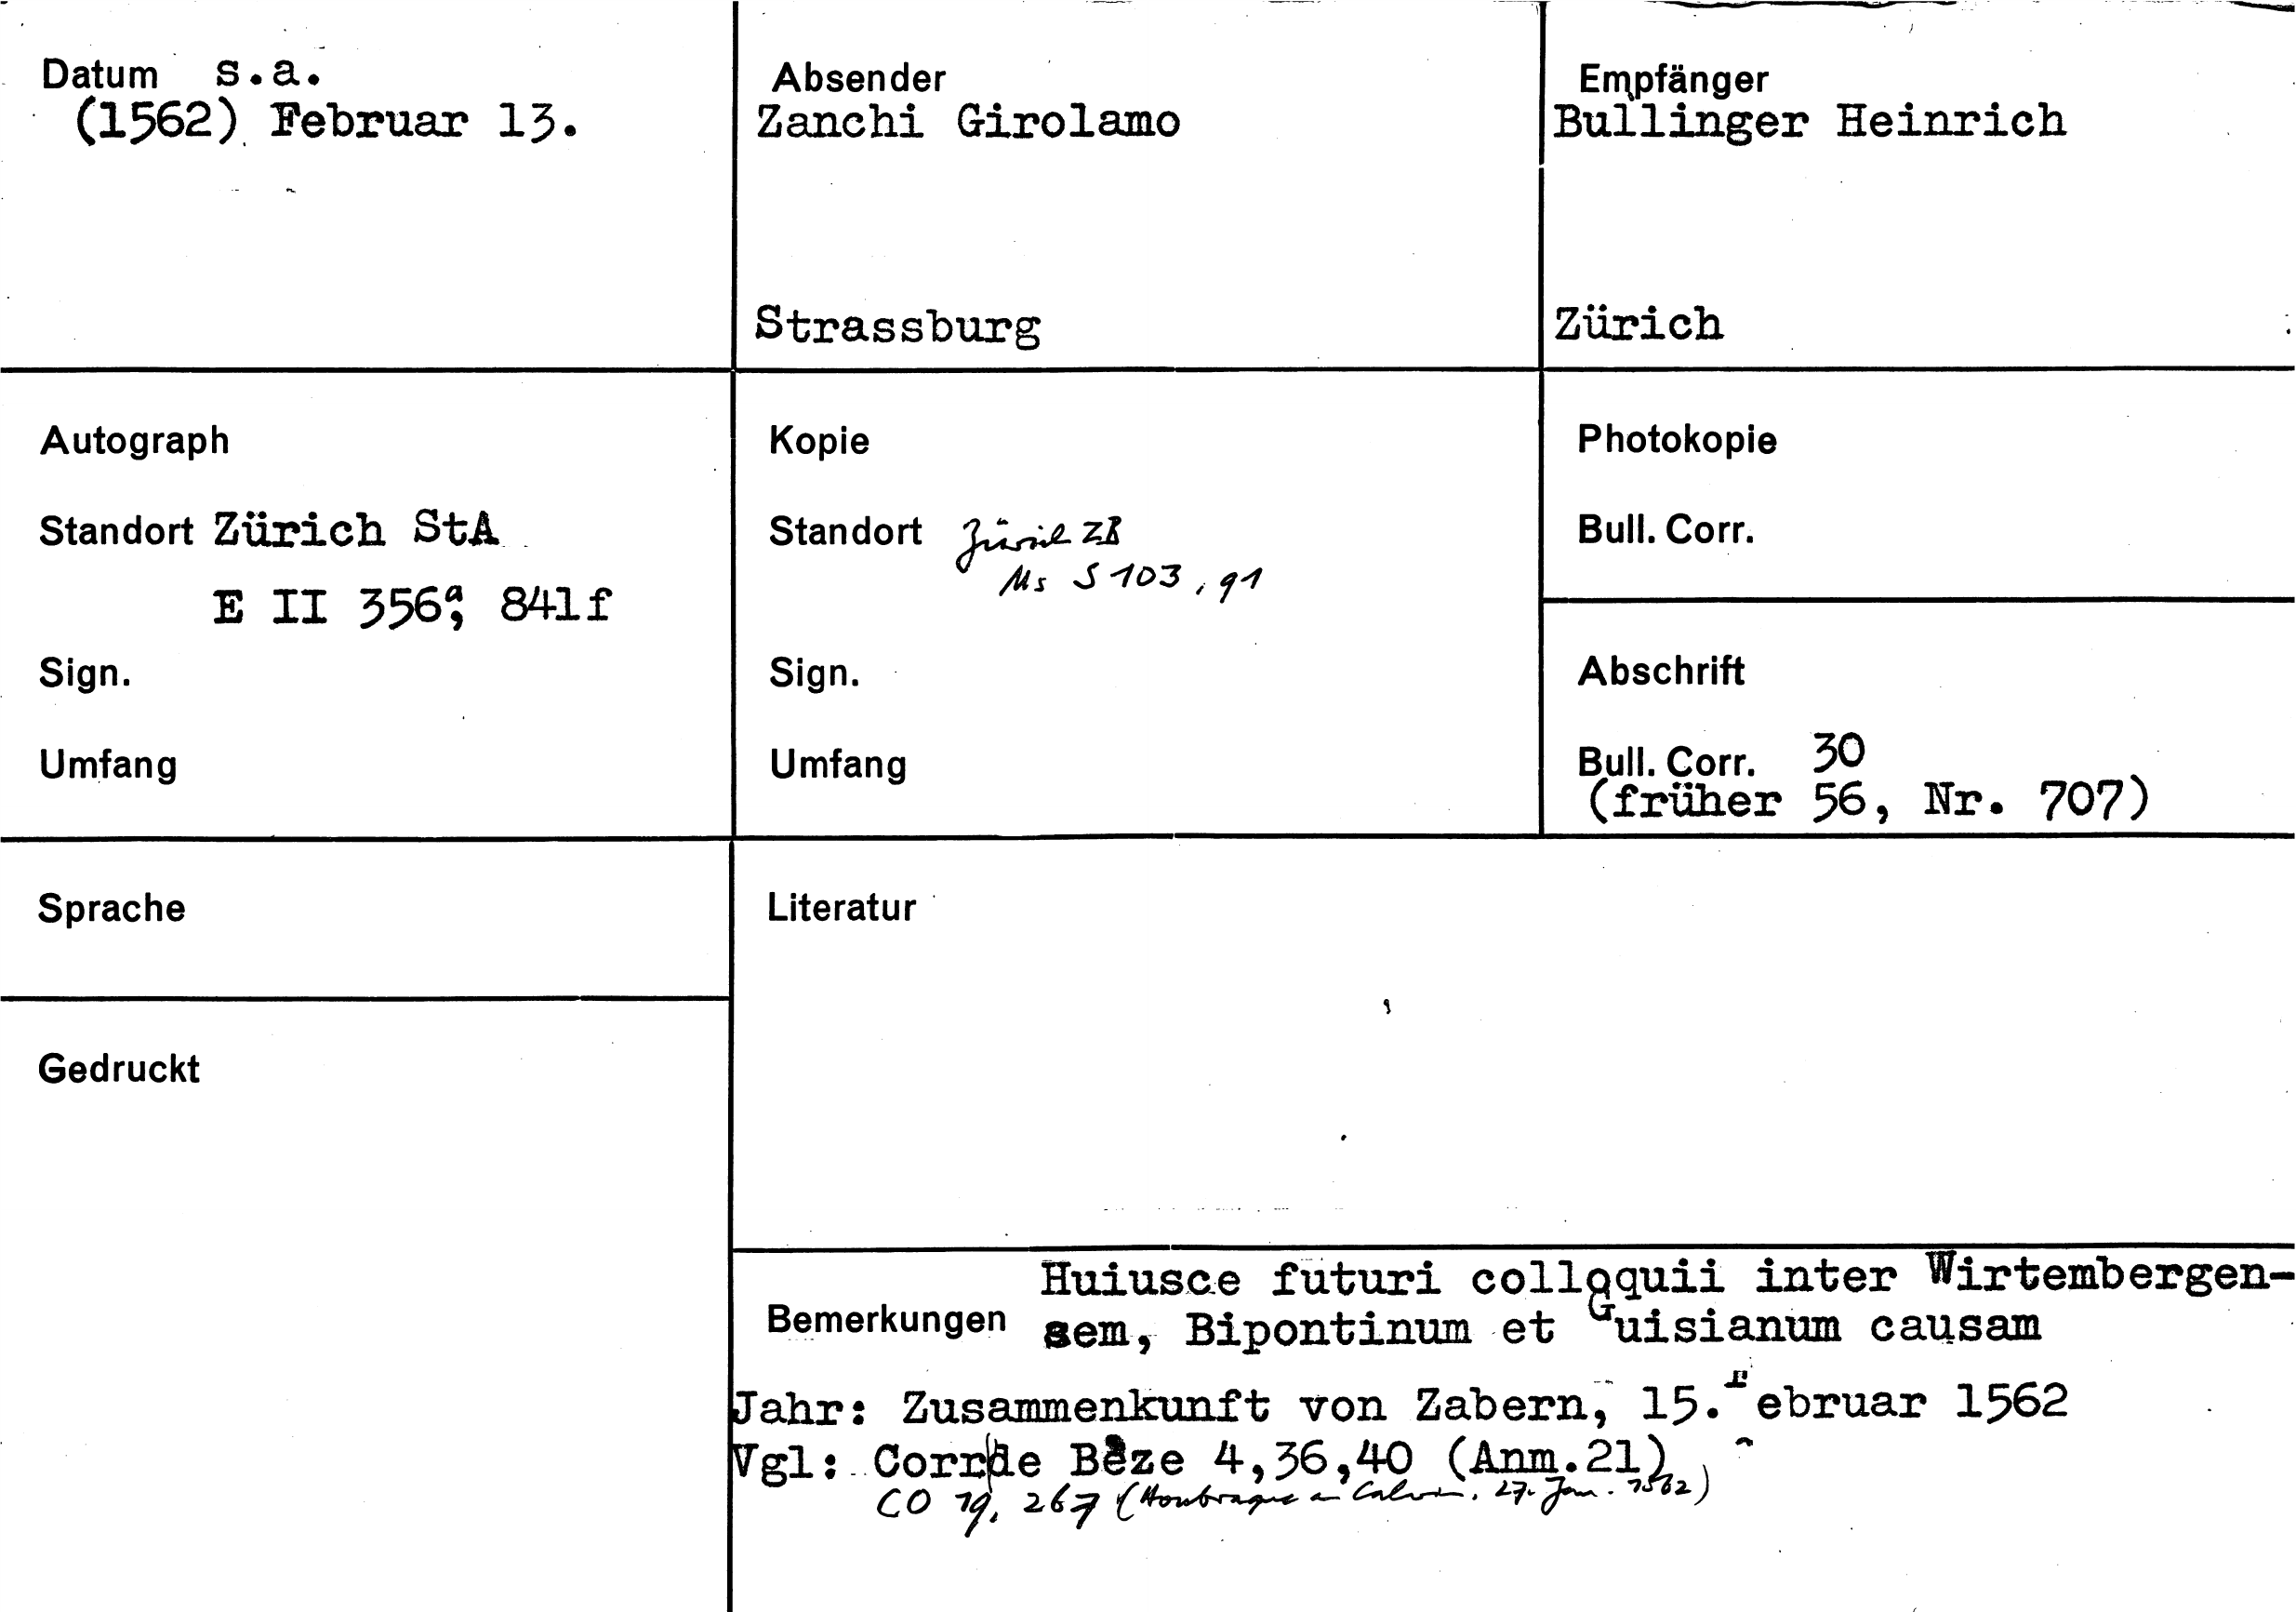 Datum s.a.
(1562) Februar 13.
Absender
Zanchi Girolamo
Strassburg
Empfänger
Bullinger Heinrich
Zürich
Autograph
Standort Zürich StA
E II 356a, 841f
Sign.
Umfang
Kopie
Standort Zürich ZB
Ms S 103, 91
Sign.
Umfang
Photokopie
Bull. Corr.
Abschrift
Bull. Corr. 30
(früher 56, Nr. 707)
Sprache
Gedruckt
Literatur
Bemerkungen
Huiusce futuri colloquii inter Wirtembergen-
sem, Bipontinum et Guisianum causam
Jahr: Zusammenkunft von Zabern, 15.Februar 1562
Vgl: Corr de Bèze 4,36,40 (Anm.21)
CO 19, 267 (Houbraque an Calvin, 27. Jan. 1562)